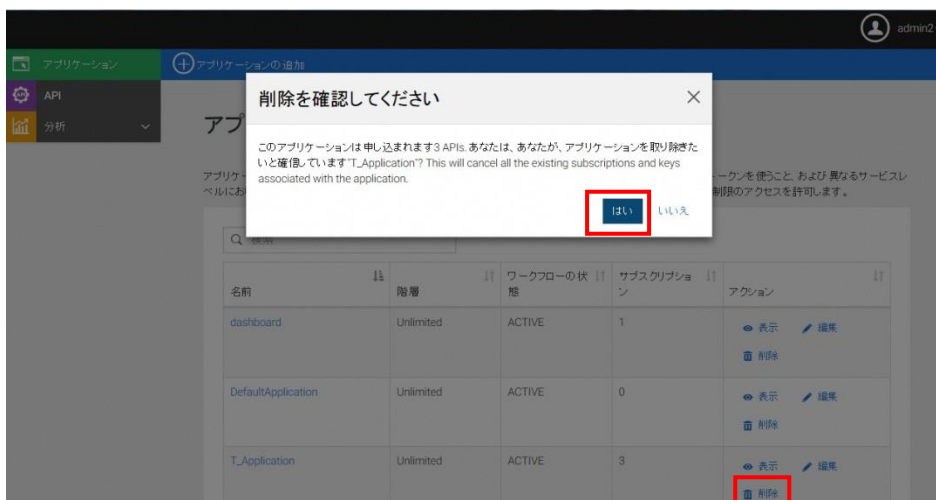 admin2
アプリケーション
アプリケーションの追加
API
分析
アプ
削除を確認してください
このアプリケーションは申し込まれます3 APIs. あなたは、あなたが、アプリケーションを取り除きた
いと確信しています"T_Application"? This will cancel all the existing subscriptions and keys
associated with the application.
はい いいえ
アプリケ
ークンを使うこと, および 異なるサービスレ
ベルにお
制限のアクセスを許可します。
検索
名前 階層 ワークフローの状 サブスクリプショ アクション
態 ン
dashboard Unlimited ACTIVE 1 表示 編集
削除
DefaultApplication Unlimited ACTIVE 0 表示 編集
削除
T_Application Unlimited ACTIVE 3 表示 編集
削除